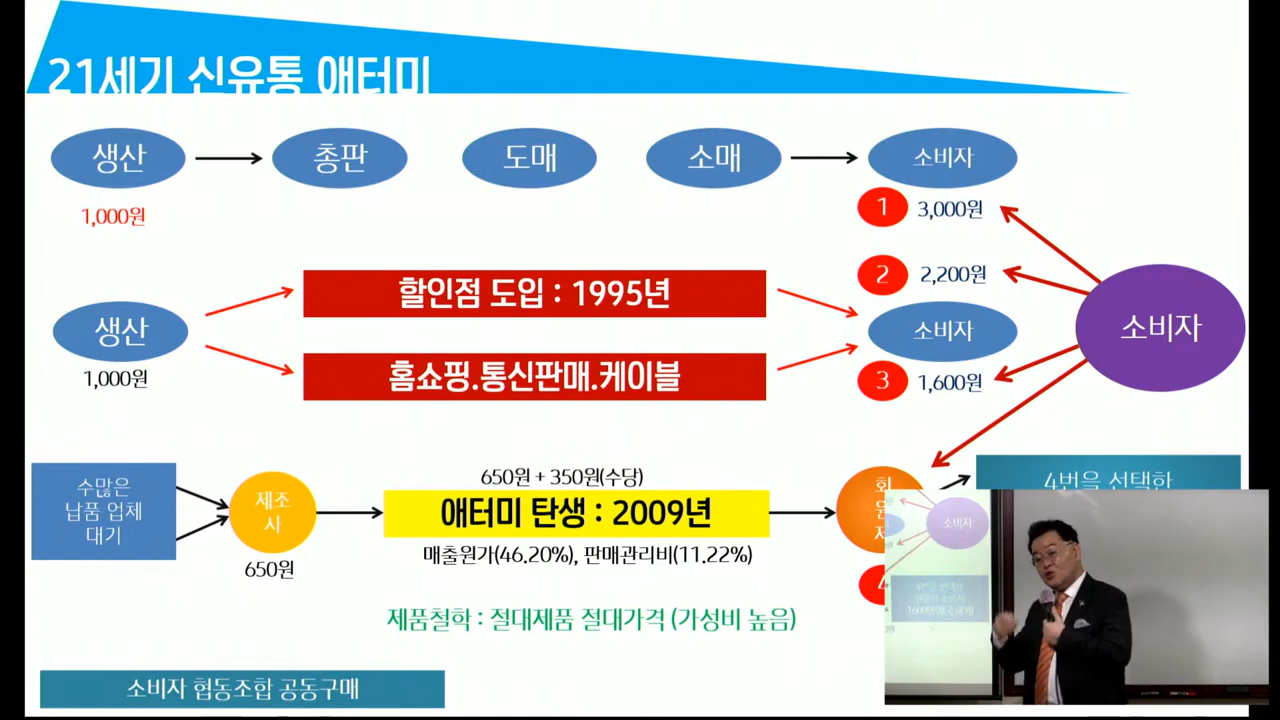 21세기 신유통 애터미
생산
총판
도매
소매
소비자
1,000원
1
3,000원
2
2,200원
할인점 도입 : 1995년
생산
소비자
소비자
홈쇼핑.통신판매.케이블
1,000원
3
1,600원
수많은
납품 업체
대기
제조
사
650원
650원 + 350원(수당)
애터미 탄생 : 2009년
매출원가(46.20%), 판매관리비(11.22%)
회
원
4번을 선택한
4
소비자
제품철학 : 절대제품 절대가격 (가성비 높음)
소비자 협동조합 공동구매